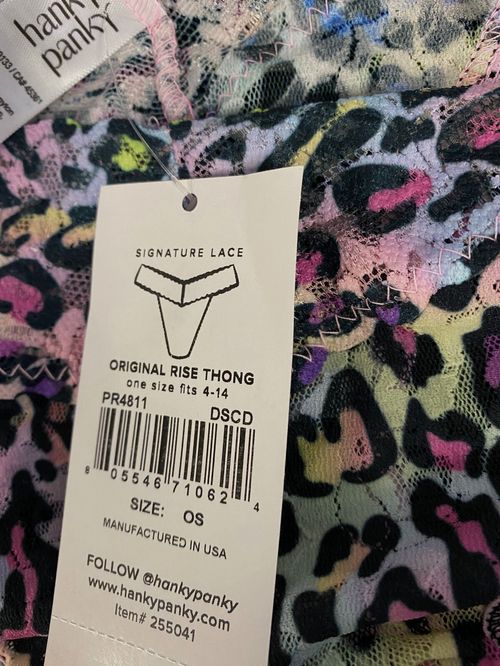 hanky
panky
SIGNATURE LACE
ORIGINAL RISE THONG
one size fits 4-14
PR4811 DSCD
8 05546 71062 4
SIZE: OS
MANUFACTURED IN USA
FOLLOW @hankypanky
www.hankypanky.com
Item# 255041